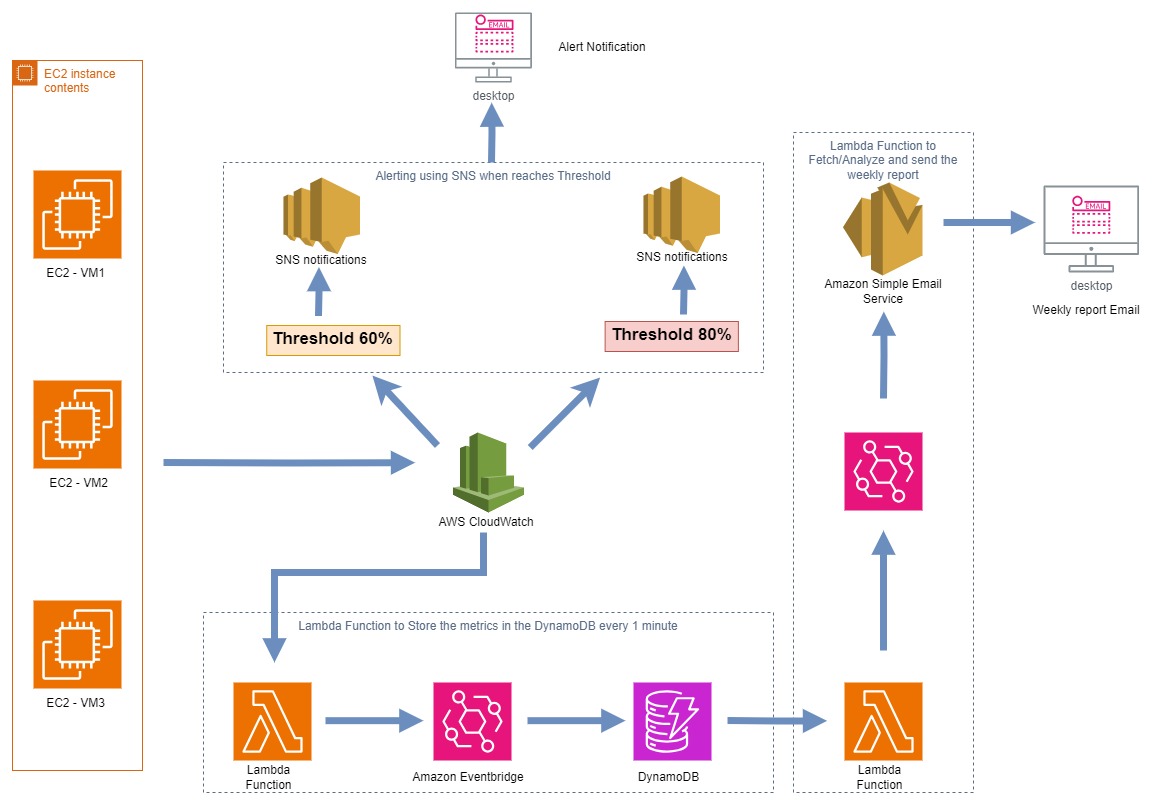 EMAIL
Alert Notification
desktop
EC2 instance
contents
EC2 - VM1
EC2 - VM2
EC2 - VM3
Alerting using SNS when reaches Threshold
SNS notifications
SNS notifications
Threshold 60%
Threshold 80%
AWS CloudWatch
Lambda Function to Store the metrics in the DynamoDB every 1 minute
Lambda
Function
Amazon Eventbridge
DynamoDB
Lambda Function to
Fetch/Analyze and send the
weekly report
Amazon Simple Email
Service
Lambda
Function
EMAIL
desktop
Weekly report Email